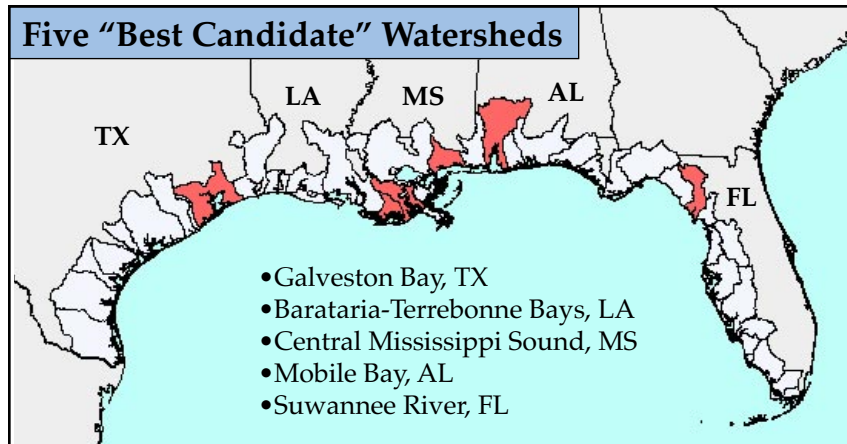 Five “Best Candidate” Watersheds
LA
MS
AL
TX
FL
•Galveston Bay, TX
•Barataria-Terrebonne Bays, LA
•Central Mississippi Sound, MS
•Mobile Bay, AL
•Suwannee River, FL